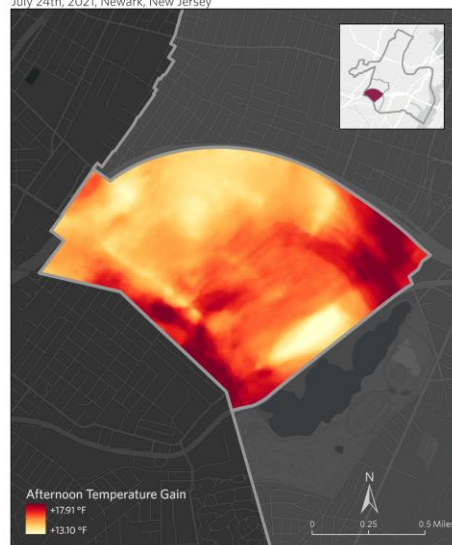 July 24th, 2021, Newark, New Jersey
Afternoon Temperature Gain
+17.91 °F
+13.10 °F
N
0 0.25 0.5 Miles